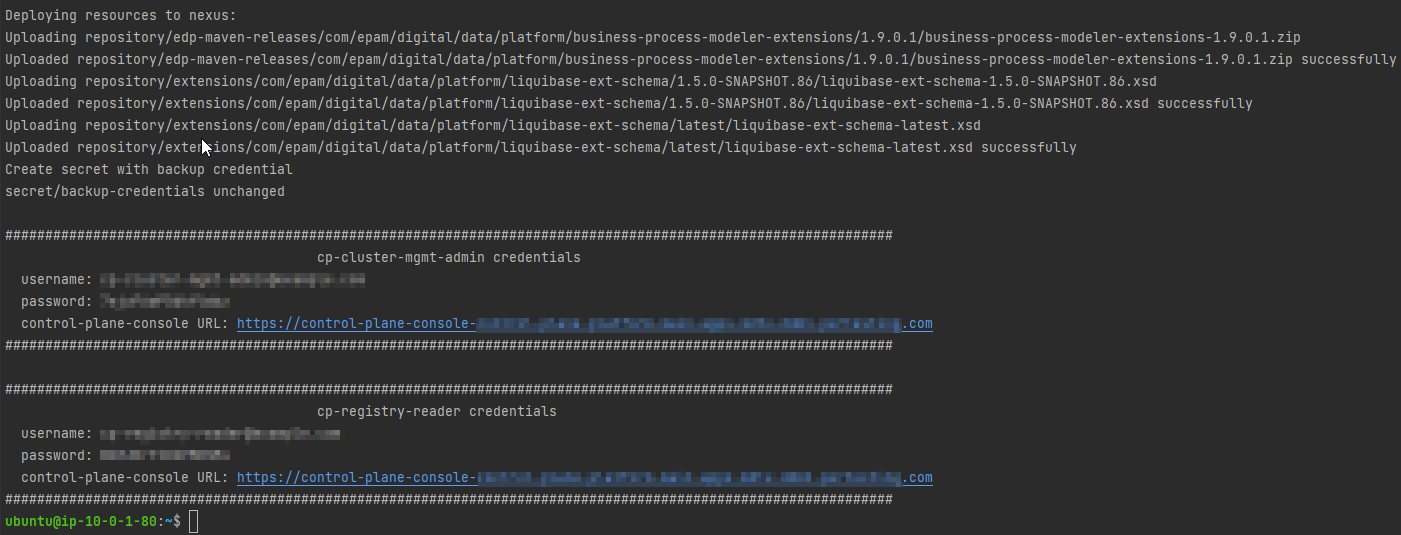 Deploying resources to nexus:
Uploading repository/edp-maven-releases/com/epam/digital/data/platform/business-process-modeler-extensions/1.9.0.1/business-process-modeler-extensions-1.9.0.1.zip
Uploaded repository/edp-maven-releases/com/epam/digital/data/platform/business-process-modeler-extensions/1.9.0.1/business-process-modeler-extensions-1.9.0.1.zip successfully
Uploading repository/extensions/com/epam/digital/data/platform/liquibase-ext-schema/1.5.0-SNAPSHOT.86/liquibase-ext-schema-1.5.0-SNAPSHOT.86.xsd
Uploaded repository/extensions/com/epam/digital/data/platform/liquibase-ext-schema/1.5.0-SNAPSHOT.86/liquibase-ext-schema-1.5.0-SNAPSHOT.86.xsd successfully
Uploading repository/extensions/com/epam/digital/data/platform/liquibase-ext-schema/latest/liquibase-ext-schema-latest.xsd
Uploaded repository/extensions/com/epam/digital/data/platform/liquibase-ext-schema/latest/liquibase-ext-schema-latest.xsd successfully
Create secret with backup credential
secret/backup-credentials unchanged
###############################################################################################################
cp-cluster-mgmt-admin credentials
username:
password:
control-plane-console URL: https://control-plane-console- .com
###############################################################################################################
###############################################################################################################
cp-registry-reader credentials
username:
password:
control-plane-console URL: https://control-plane-console- .com
###############################################################################################################
ubuntu@ip-10-0-1-80:~$